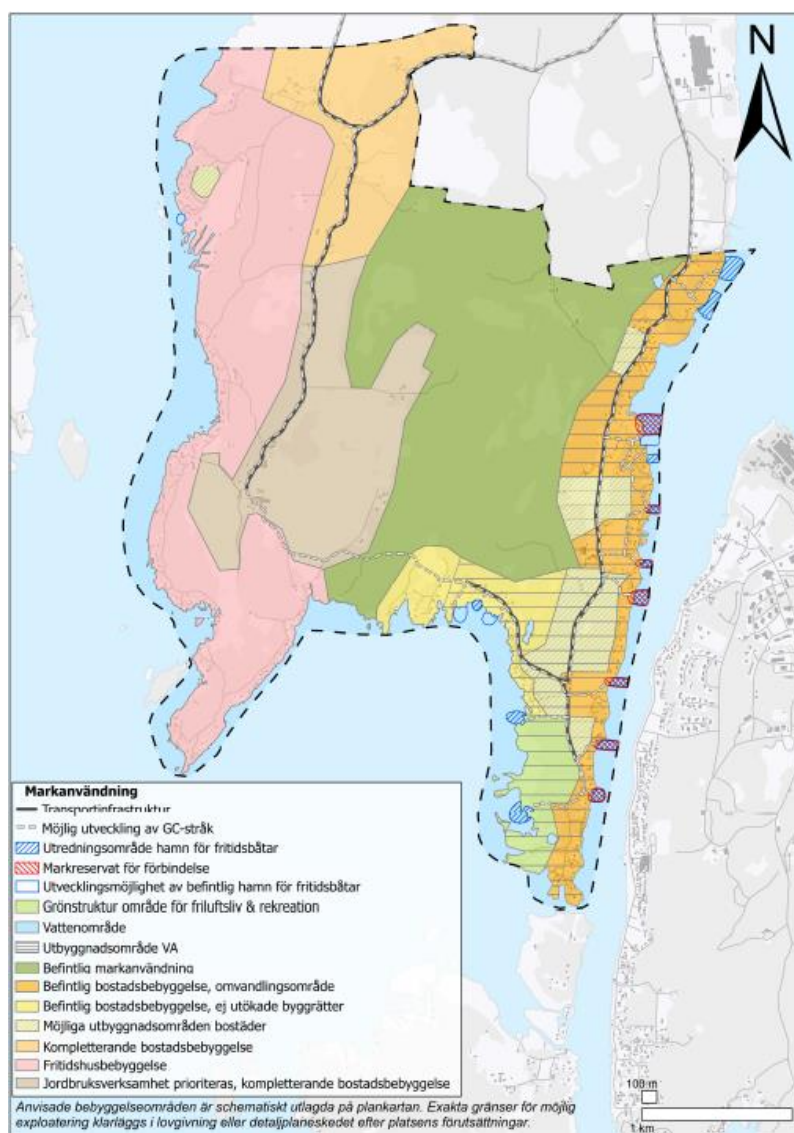 N
Markanvändning
Transportinfrastruktur
Möjlig utveckling av GC-stråk
Utredningsområde hamn för fritidsbåtar
Markreservat för förbindelse
Utvecklingsmöjlighet av befintlig hamn för fritidsbåtar
Grönstruktur område för friluftsliv & rekreation
Vattenområde
Utbyggnadsområde VA
Befintlig markanvändning
Befintlig bostadsbebyggelse, omvandlingsområde
Befintlig bostadsbebyggelse, ej utökade byggrätter
Möjliga utbyggnadsområden bostäder
Kompletterande bostadsbebyggelse
Fritidshusbebyggelse
Jordbruksverksamhet prioriteras, kompletterande bostadsbebyggelse
100 m
1 km
Anvisade bebyggelseområden är schematiskt utlagda på plankartan. Exakta gränser för möjlig
exploatering klarläggs i lovgivning eller detaljplaneskedet efter platsens förutsättningar.